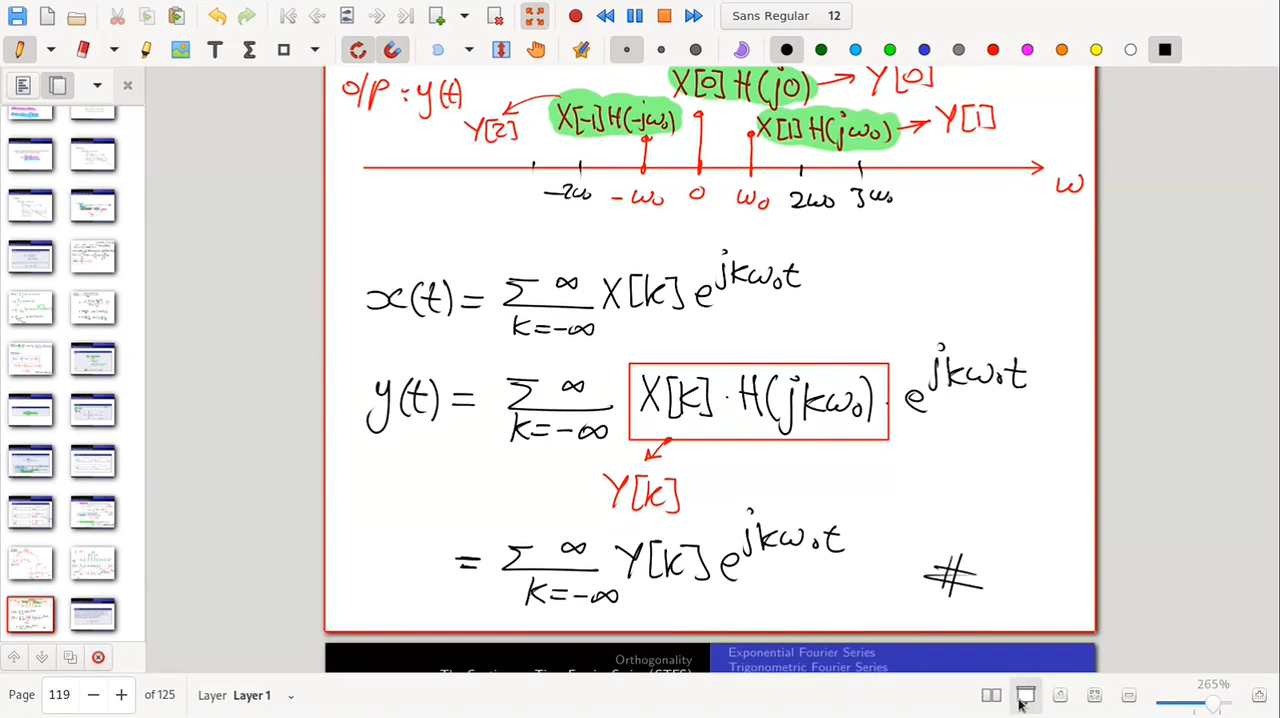 Sans Regular 12
o/p : y(t)
X[0] H(j0) → Y[0]
X[-1] H(-jω₀)
Y[2]
X[1] H(jω₀) → Y[1]
-2ω₀ -ω₀ 0 ω₀ 2ω₀ 3ω₀ ω
x(t) = Σ_{k=-∞}^{∞} X[k] e^{jkω₀t}
y(t) = Σ_{k=-∞}^{∞} X[k] · H(jkω₀) · e^{jkω₀t}
Y[k]
= Σ_{k=-∞}^{∞} Y[k] e^{jkω₀t} #
Orthogonality
Exponential Fourier Series
Trigonometric Fourier Series
Page 119 of 125 Layer Layer 1 265%